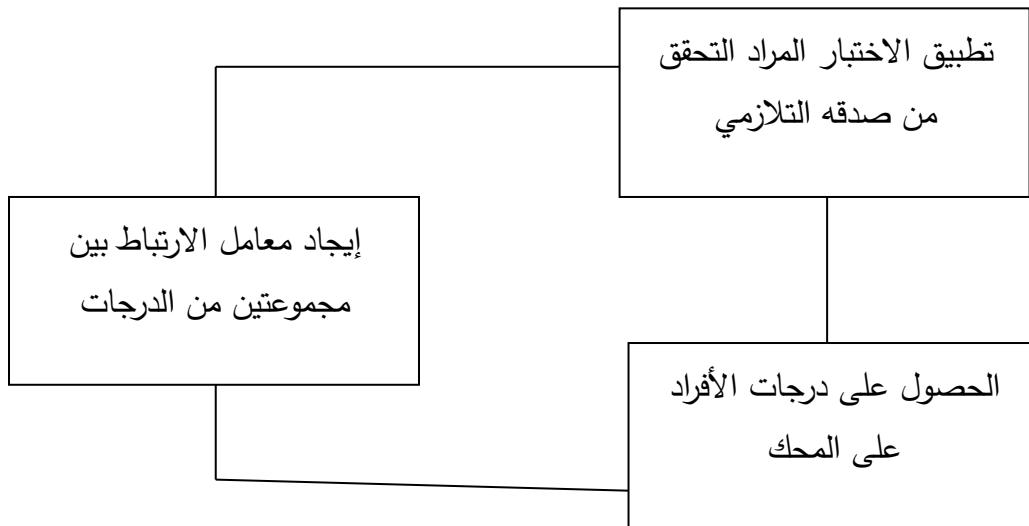 تطبيق الاختبار المراد التحقق
من صدقه التلازمي
إيجاد معامل الارتباط بين
مجموعتين من الدرجات
الحصول على درجات الأفراد
على المحك